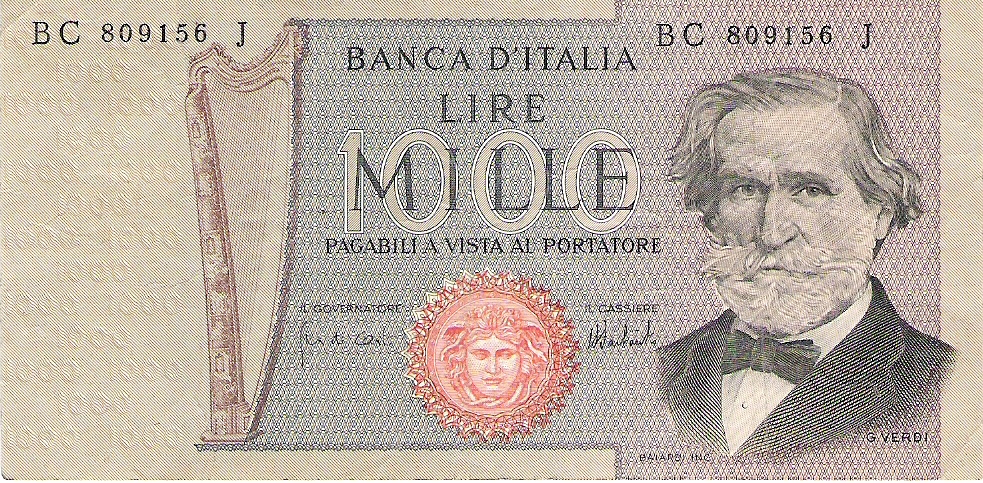 BC 809156 J
BC 809156 J
BANCA D'ITALIA
LIRE
1000
MILLE
PAGABILI A VISTA AL PORTATORE
IL GOVERNATORE
IL CASSIERE
G. VERDI
BAIARDI INC.